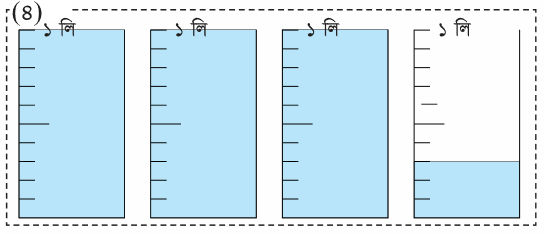 (৪)
১ লি ১ লি ১ লি ১ লি